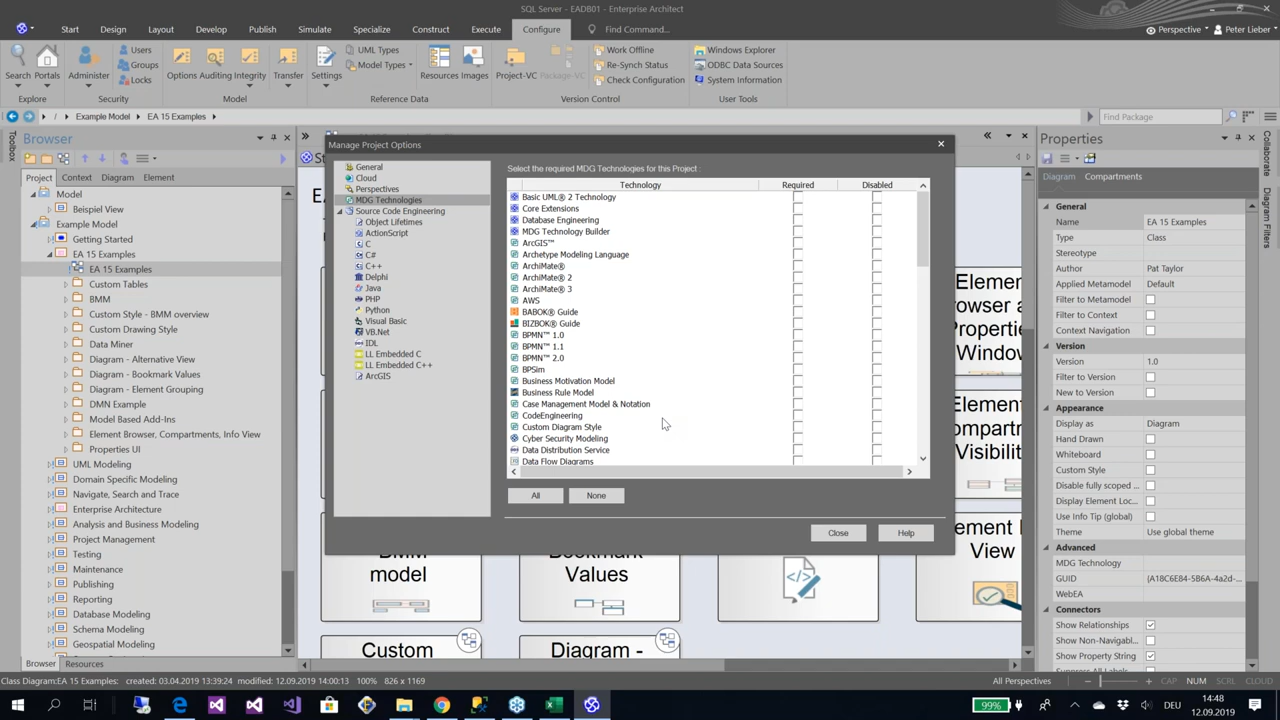 SQL Server - EADB01 - Enterprise Architect
Start Design Layout Develop Publish Simulate Specialize Construct Execute Configure Find Command... Perspective Peter Lieber
Search Portals Administer Users Groups Locks Options Auditing Integrity Transfer Settings UML Types Model Types Resources Images Project-VC Package-VC Work Offline Re-Synch Status Check Configuration Windows Explorer ODBC Data Sources System Information
Explore Security Model Reference Data Version Control User Tools
Example Model EA 15 Examples Find Package
Toolbox
Browser
Project Context Diagram Element
Model
Beispiel View
Example Model
Getting Started
EA 15 Examples
EA 15 Examples
Custom Tables
BMM
Custom Style - BMM overview
Custom Drawing Style
Data Miner
Diagram - Alternative View
Diagram - Bookmark Values
Diagram - Element Grouping
DMN Example
Model Based Add-Ins
Element Browser, Compartments, Info View
Properties UI
UML Modeling
Domain Specific Modeling
Navigate, Search and Trace
Enterprise Architecture
Analysis and Business Modeling
Project Management
Testing
Maintenance
Publishing
Reporting
Database Modeling
Schema Modeling
Geospatial Modeling
Browser Resources
Manage Project Options
General
Cloud
Perspectives
MDG Technologies
Source Code Engineering
Object Lifetimes
ActionScript
C
C#
C++
Delphi
Java
PHP
Python
Visual Basic
VB.Net
IDL
LL Embedded C
LL Embedded C++
ArcGIS
Select the required MDG Technologies for this Project :
Technology Required Disabled
Basic UML® 2 Technology
Core Extensions
Database Engineering
MDG Technology Builder
ArcGIS™
Archetype Modeling Language
ArchiMate®
ArchiMate® 2
ArchiMate® 3
AWS
BABOK® Guide
BIZBOK® Guide
BPMN™ 1.0
BPMN™ 1.1
BPMN™ 2.0
BPSim
Business Motivation Model
Business Rule Model
Case Management Model & Notation
CodeEngineering
Custom Diagram Style
Cyber Security Modeling
Data Distribution Service
Data Flow Diagrams
All None
Close Help
model
Bookmark
Values
Custom
Diagram -
View
Properties
Diagram Compartments
Diagram Filters
General
Name EA 15 Examples
Type Class
Stereotype
Author Pat Taylor
Applied Metamodel Default
Filter to Metamodel
Filter to Context
Context Navigation
Version
Version 1.0
Filter to Version
New to Version
Appearance
Display as Diagram
Hand Drawn
Whiteboard
Custom Style
Disable fully scoped ...
Display Element Loc...
Use Info Tip (global)
Theme Use global theme
Advanced
MDG Technology
GUID {A18C6E84-5B6A-4a2d-...
WebEA
Connectors
Show Relationships
Show Non-Navigabl...
Show Property String
Class Diagram:EA 15 Examples: created: 03.04.2019 13:39:24 modified: 12.09.2019 14:00:13 100% 826 x 1169 All Perspectives CAP NUM SCRL CLOUD
99% DEU 14:48
12.09.2019